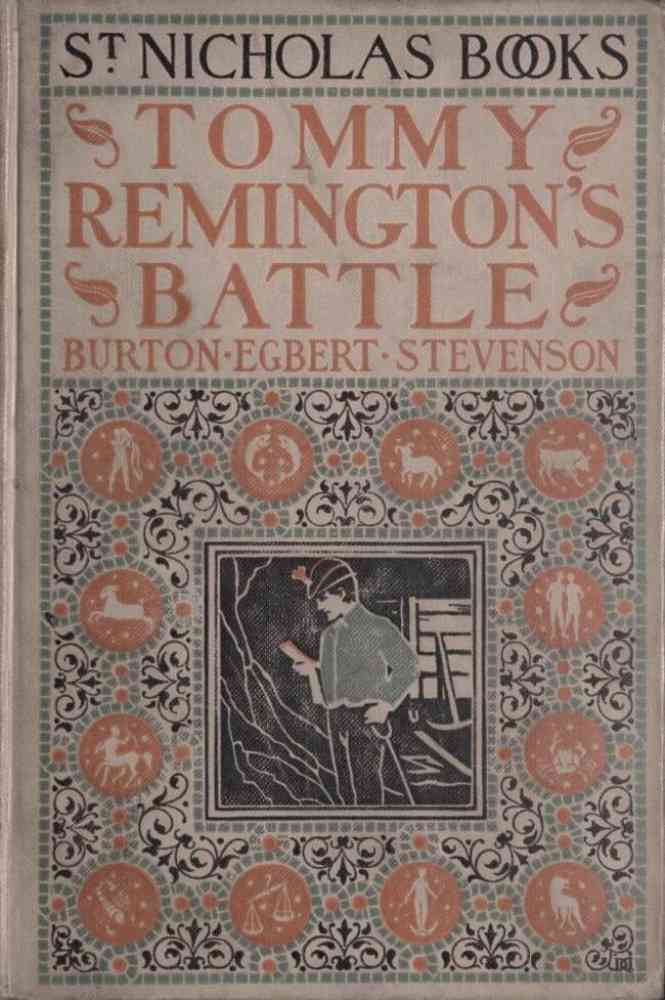 ST. NICHOLAS BOOKS
TOMMY
REMINGTON'S
BATTLE
BURTON·EGBERT·STEVENSON